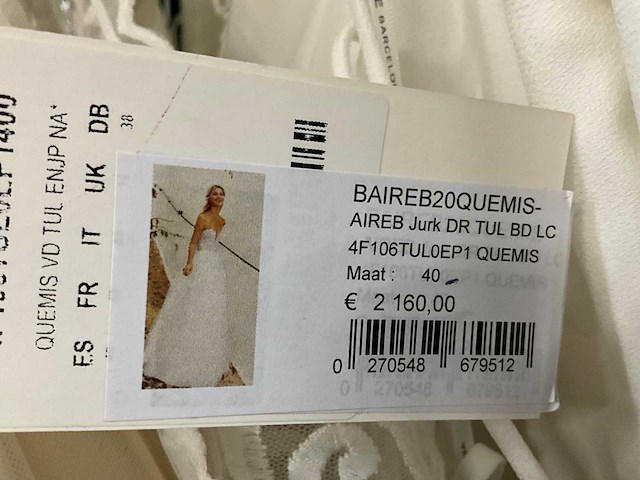 E BARCELO
QUEMIS VD TUL ENJP NA*
ES FR IT UK DB
38
BAIREB20QUEMIS-
AIREB Jurk DR TUL BD LC
4F106TUL0EP1 QUEMIS
Maat : 40
€ 2 160,00
0 270548 679512